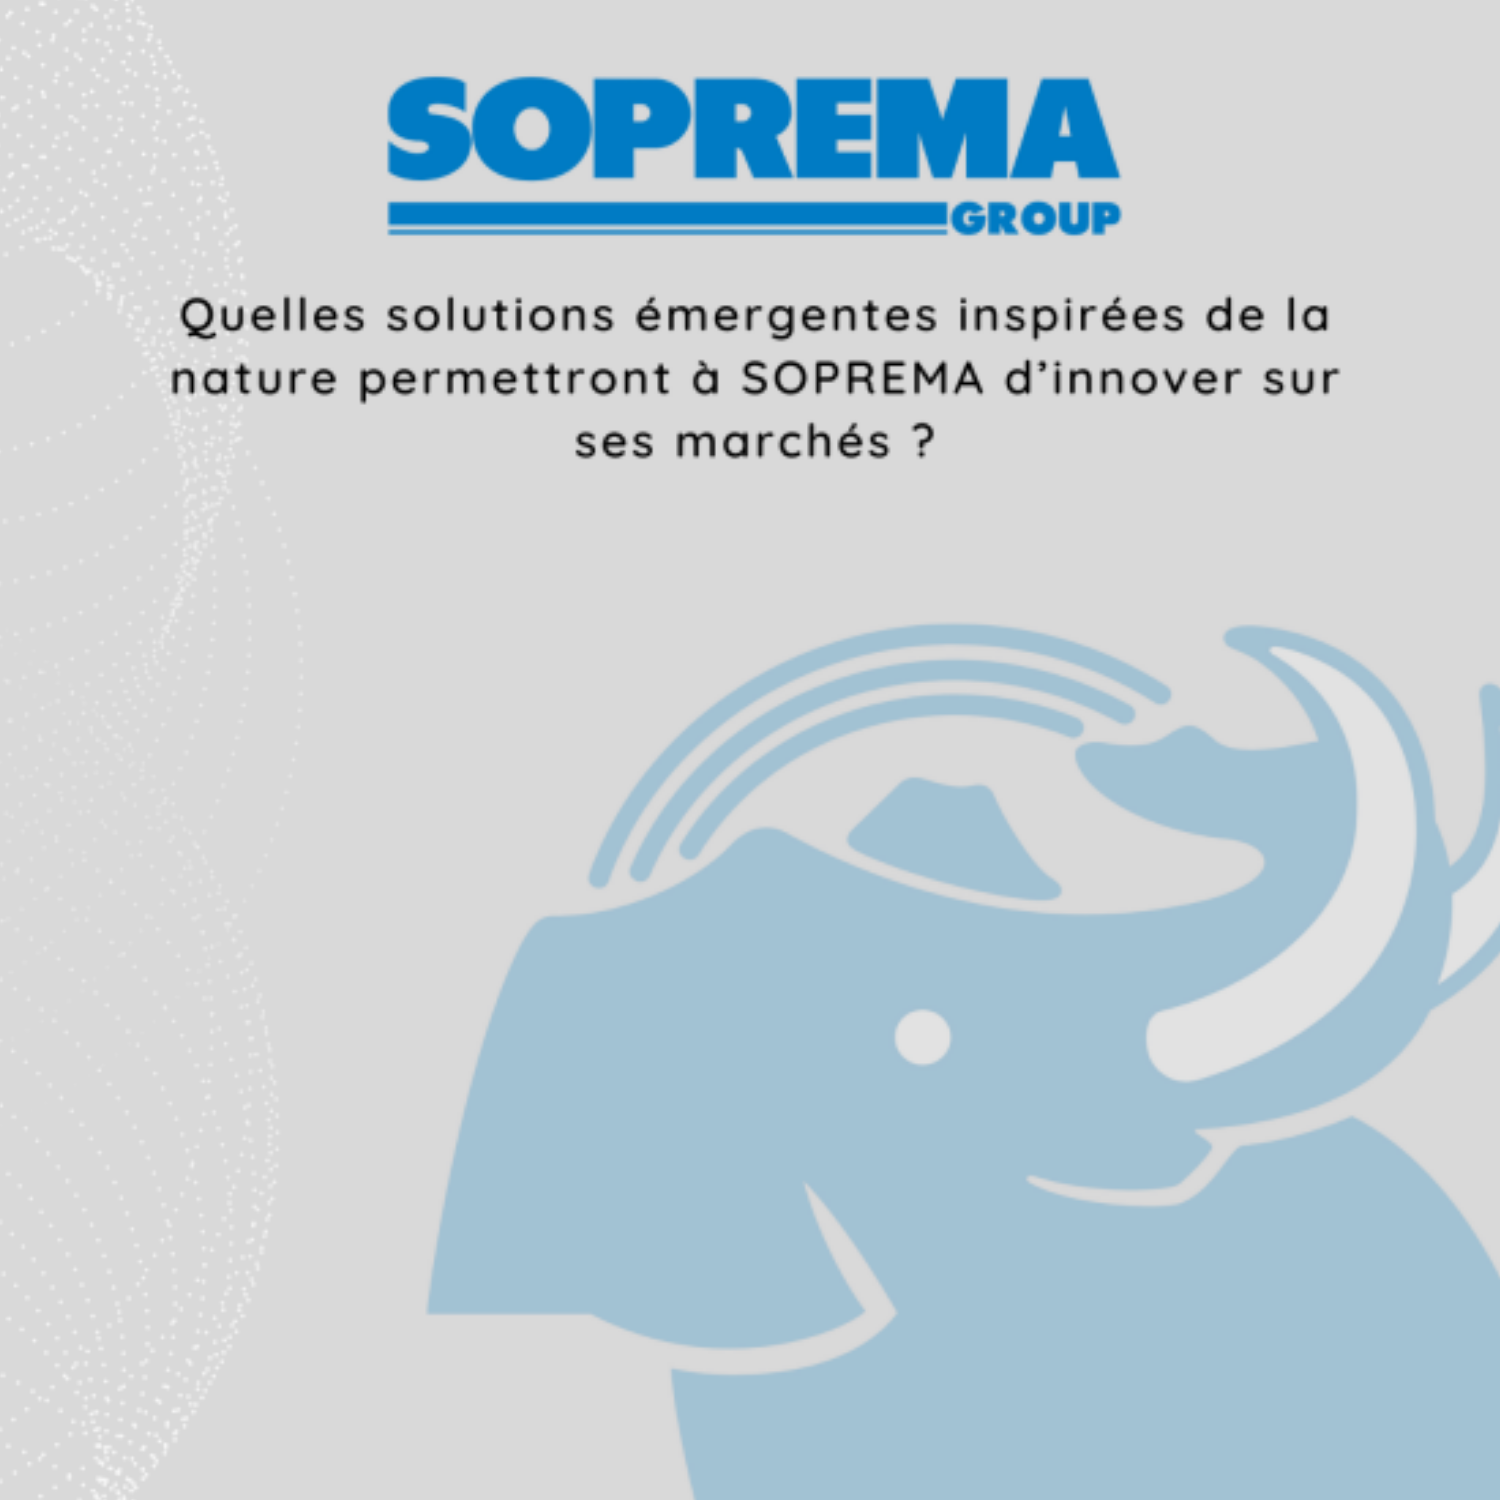 SOPREMA
GROUP
Quelles solutions émergentes inspirées de la
nature permettront à SOPREMA d’innover sur
ses marchés ?